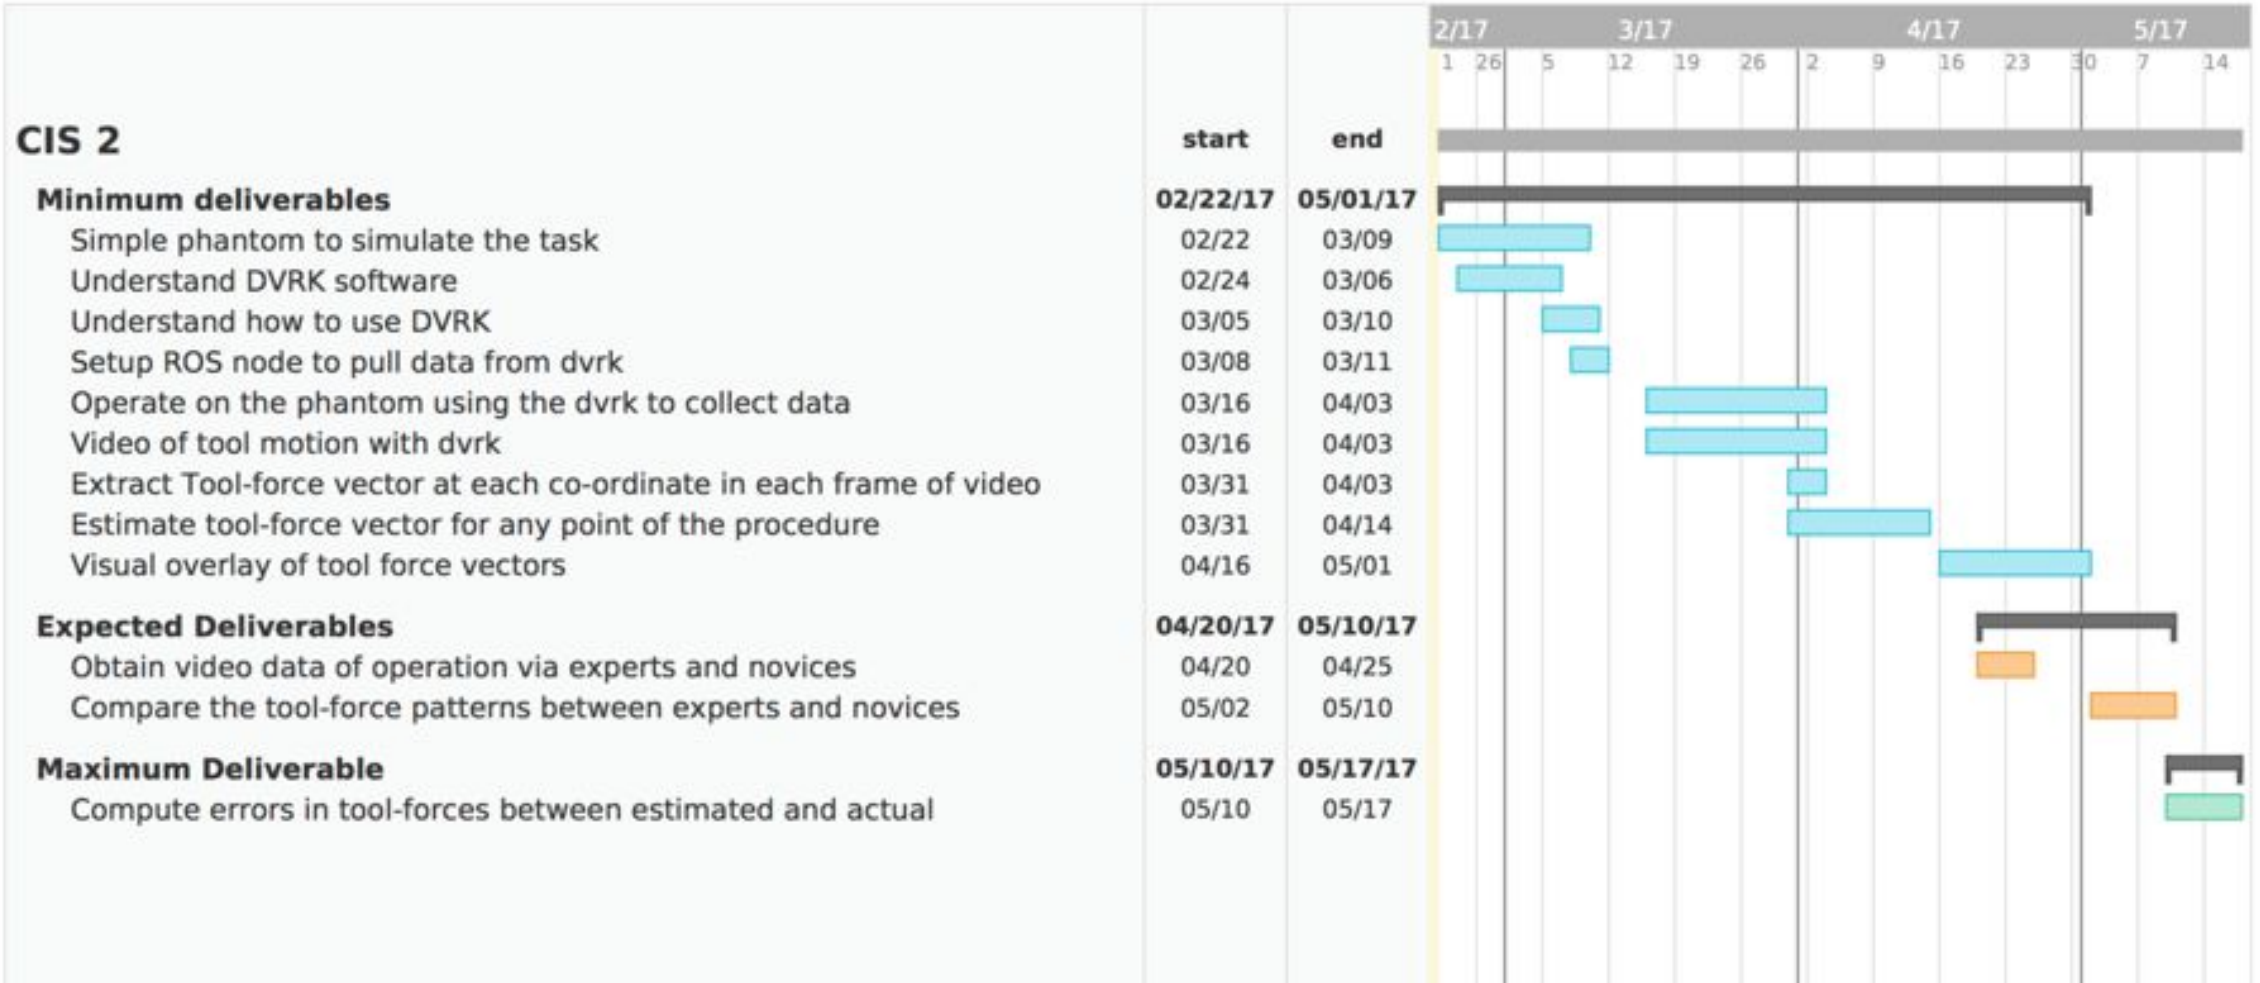 2/17 3/17 4/17 5/17
1 26 5 12 19 26 2 9 16 23 30 7 14
CIS 2 start end
Minimum deliverables 02/22/17 05/01/17
Simple phantom to simulate the task 02/22 03/09
Understand DVRK software 02/24 03/06
Understand how to use DVRK 03/05 03/10
Setup ROS node to pull data from dvrk 03/08 03/11
Operate on the phantom using the dvrk to collect data 03/16 04/03
Video of tool motion with dvrk 03/16 04/03
Extract Tool-force vector at each co-ordinate in each frame of video 03/31 04/03
Estimate tool-force vector for any point of the procedure 03/31 04/14
Visual overlay of tool force vectors 04/16 05/01
Expected Deliverables 04/20/17 05/10/17
Obtain video data of operation via experts and novices 04/20 04/25
Compare the tool-force patterns between experts and novices 05/02 05/10
Maximum Deliverable 05/10/17 05/17/17
Compute errors in tool-forces between estimated and actual 05/10 05/17